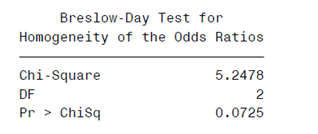 Breslow-Day Test for
Homogeneity of the Odds Ratios
Chi-Square 5.2478
DF 2
Pr > ChiSq 0.0725